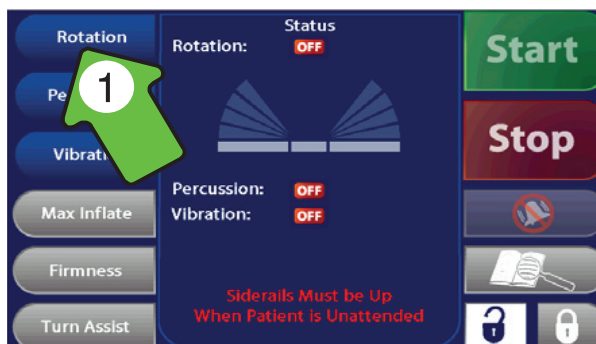 Rotation
Vibrati
Max Inflate
Firmness
Turn Assist
1
Status
Rotation: OFF
Percussion: OFF
Vibration: OFF
Siderails Must be Up
When Patient is Unattended
Start
Stop